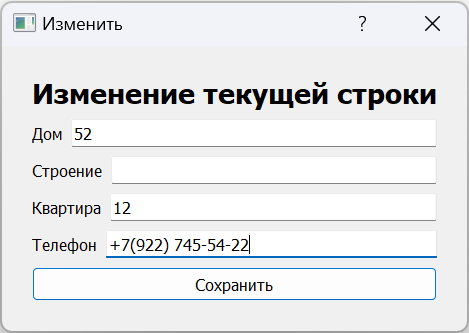 Изменить ?
Изменение текущей строки
Дом 52
Строение
Квартира 12
Телефон +7(922) 745-54-22
Сохранить